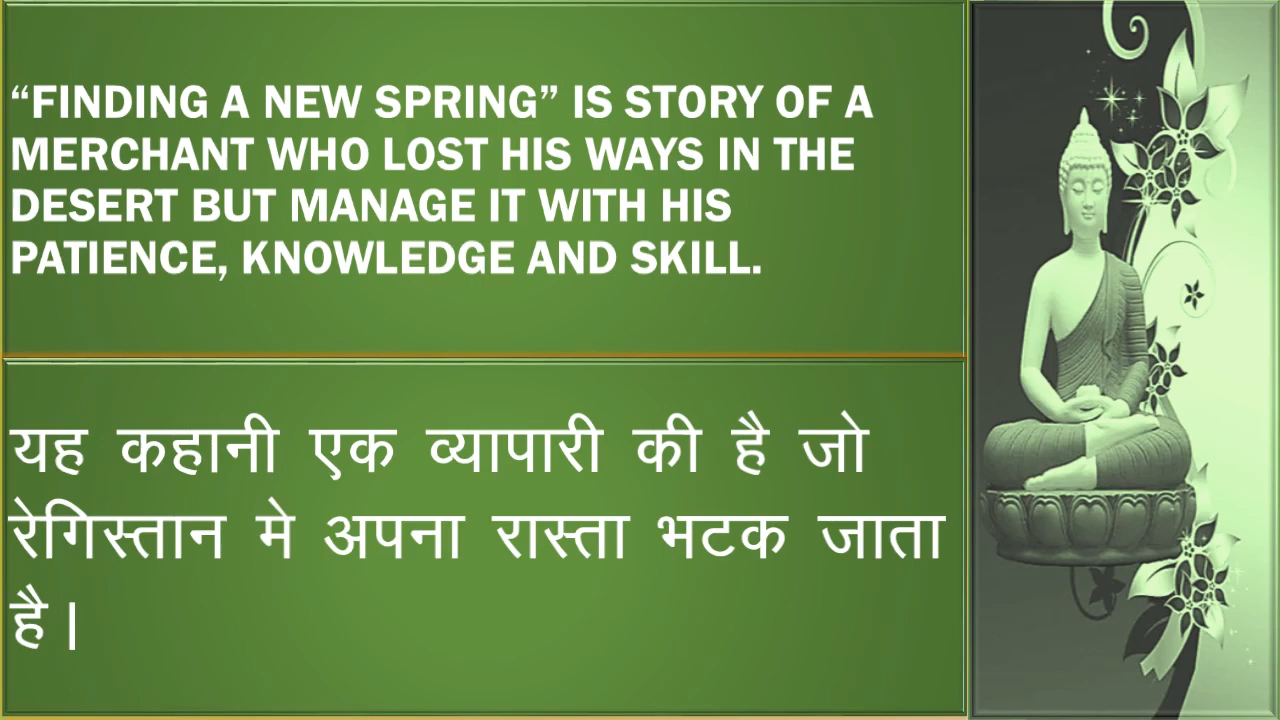 “FINDING A NEW SPRING” IS STORY OF A
MERCHANT WHO LOST HIS WAYS IN THE
DESERT BUT MANAGE IT WITH HIS
PATIENCE, KNOWLEDGE AND SKILL.
यह कहानी एक व्यापारी की है जो
रेगिस्तान मे अपना रास्ता भटक जाता
है।